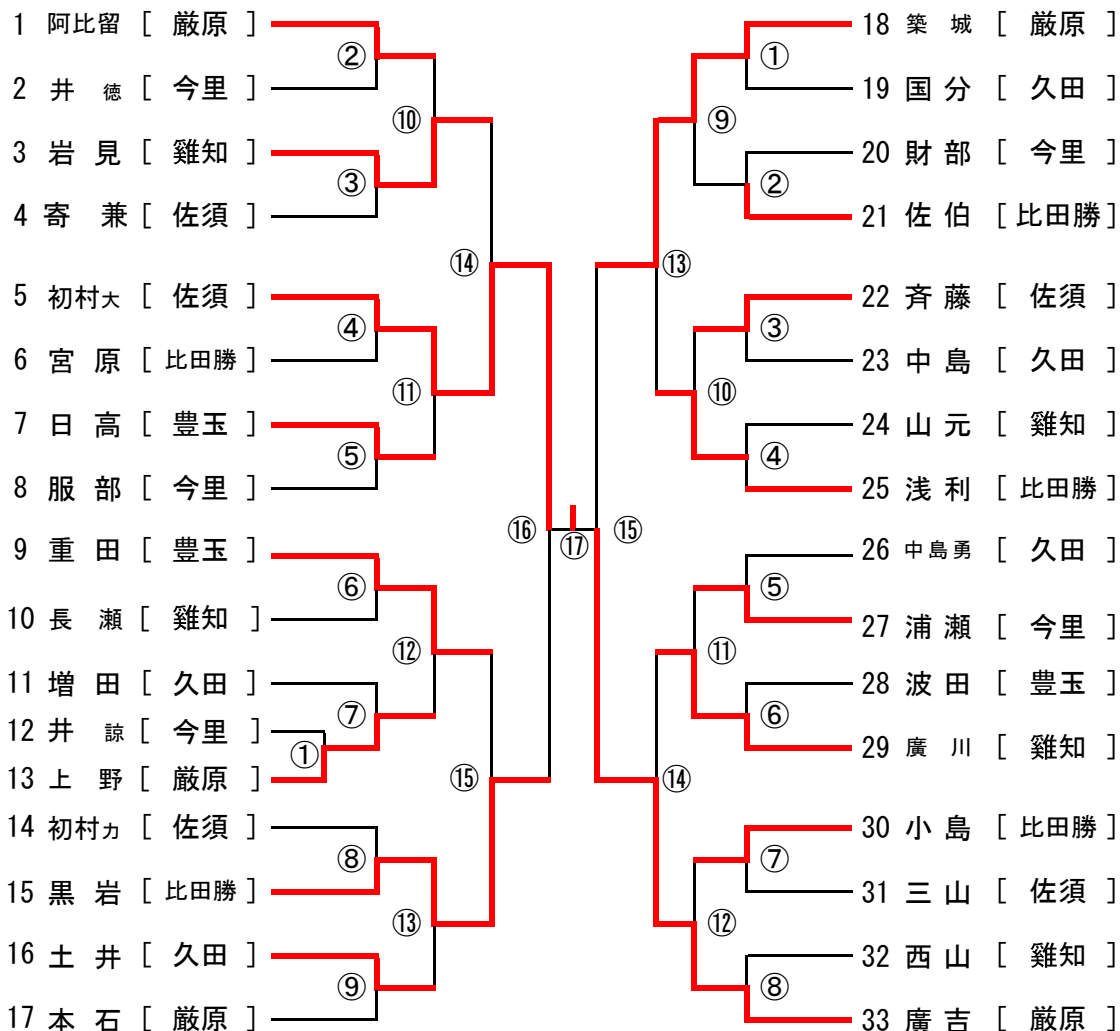 1 阿比留 [ 厳原 ]
②
2 井 徳 [ 今里 ]
⑩
3 岩見 [ 雞知 ]
③
4 寄兼 [ 佐須 ]
⑭
5 初村大 [ 佐須 ]
④
6 宮原 [ 比田勝 ]
⑪
7 日高 [ 豊玉 ]
⑤
8 服部 [ 今里 ]
⑯
9 重田 [ 豊玉 ]
⑥
10 長瀬 [ 雞知 ]
⑫
11 増田 [ 久田 ]
⑦
12 井 諒 [ 今里 ]
①
13 上野 [ 厳原 ]
⑮
14 初村力 [ 佐須 ]
⑧
15 黒岩 [ 比田勝 ]
⑬
16 土井 [ 久田 ]
⑨
17 本石 [ 厳原 ]
⑰
18 築城 [ 厳原 ]
①
19 国分 [ 久田 ]
⑨
20 財部 [ 今里 ]
②
21 佐伯 [ 比田勝 ]
⑬
22 斉藤 [ 佐須 ]
③
23 中島 [ 久田 ]
⑩
24 山元 [ 雞知 ]
④
25 浅利 [ 比田勝 ]
⑮
26 中島勇 [ 久田 ]
⑤
27 浦瀬 [ 今里 ]
⑪
28 波田 [ 豊玉 ]
⑥
29 廣川 [ 雞知 ]
⑭
30 小島 [ 比田勝 ]
⑦
31 三山 [ 佐須 ]
⑫
32 西山 [ 雞知 ]
⑧
33 廣吉 [ 厳原 ]